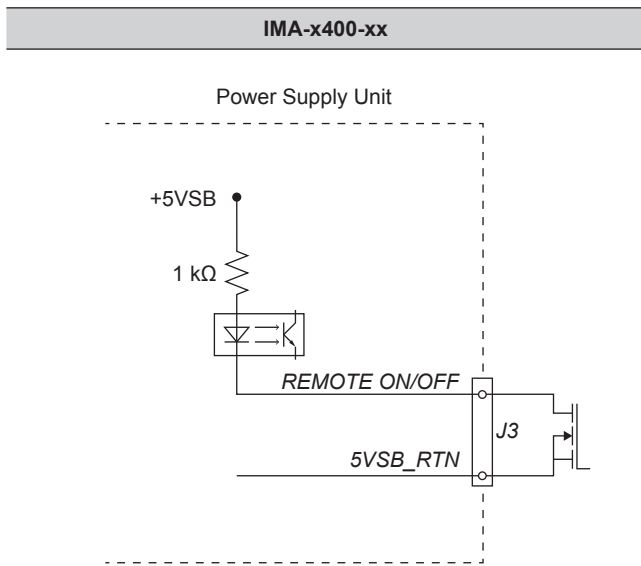 IMA-x400-xx
Power Supply Unit
+5VSB
1 kΩ
REMOTE ON/OFF
J3
5VSB_RTN